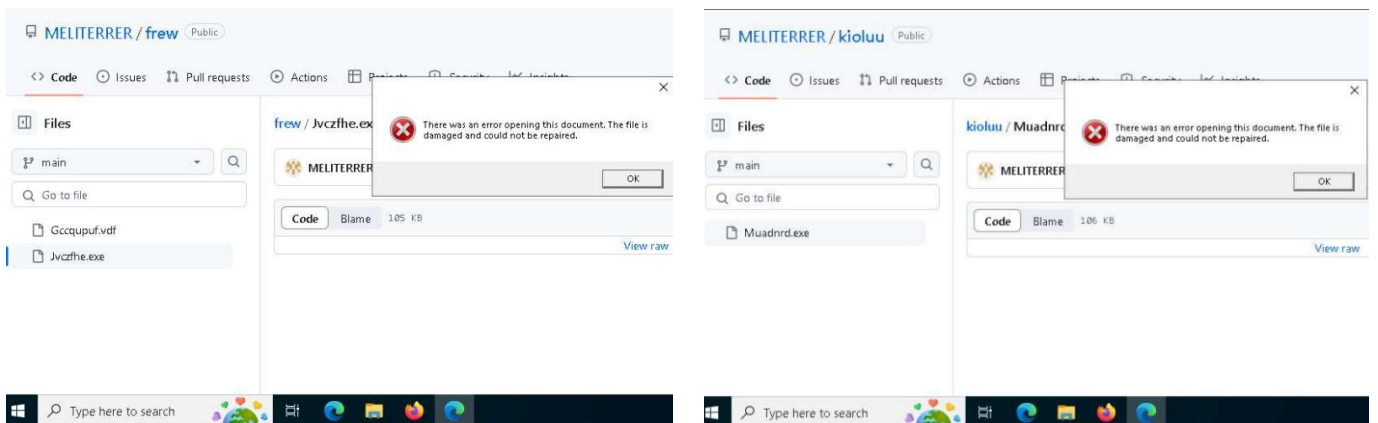 MELITERRER / frew Public
Code Issues Pull requests Actions
Files
main
Go to file
Gccqupuf.vdf
Jvczfhe.exe
frew / Jvczfhe.ex
MELITERRER
Code Blame 105 KB
View raw
There was an error opening this document. The file is
damaged and could not be repaired.
OK
Type here to search
MELITERRER / kioluu Public
Code Issues Pull requests Actions
Files
main
Go to file
Muadnrd.exe
kioluu / Muadnrd
MELITERRER
Code Blame 106 KB
View raw
There was an error opening this document. The file is
damaged and could not be repaired.
OK
Type here to search